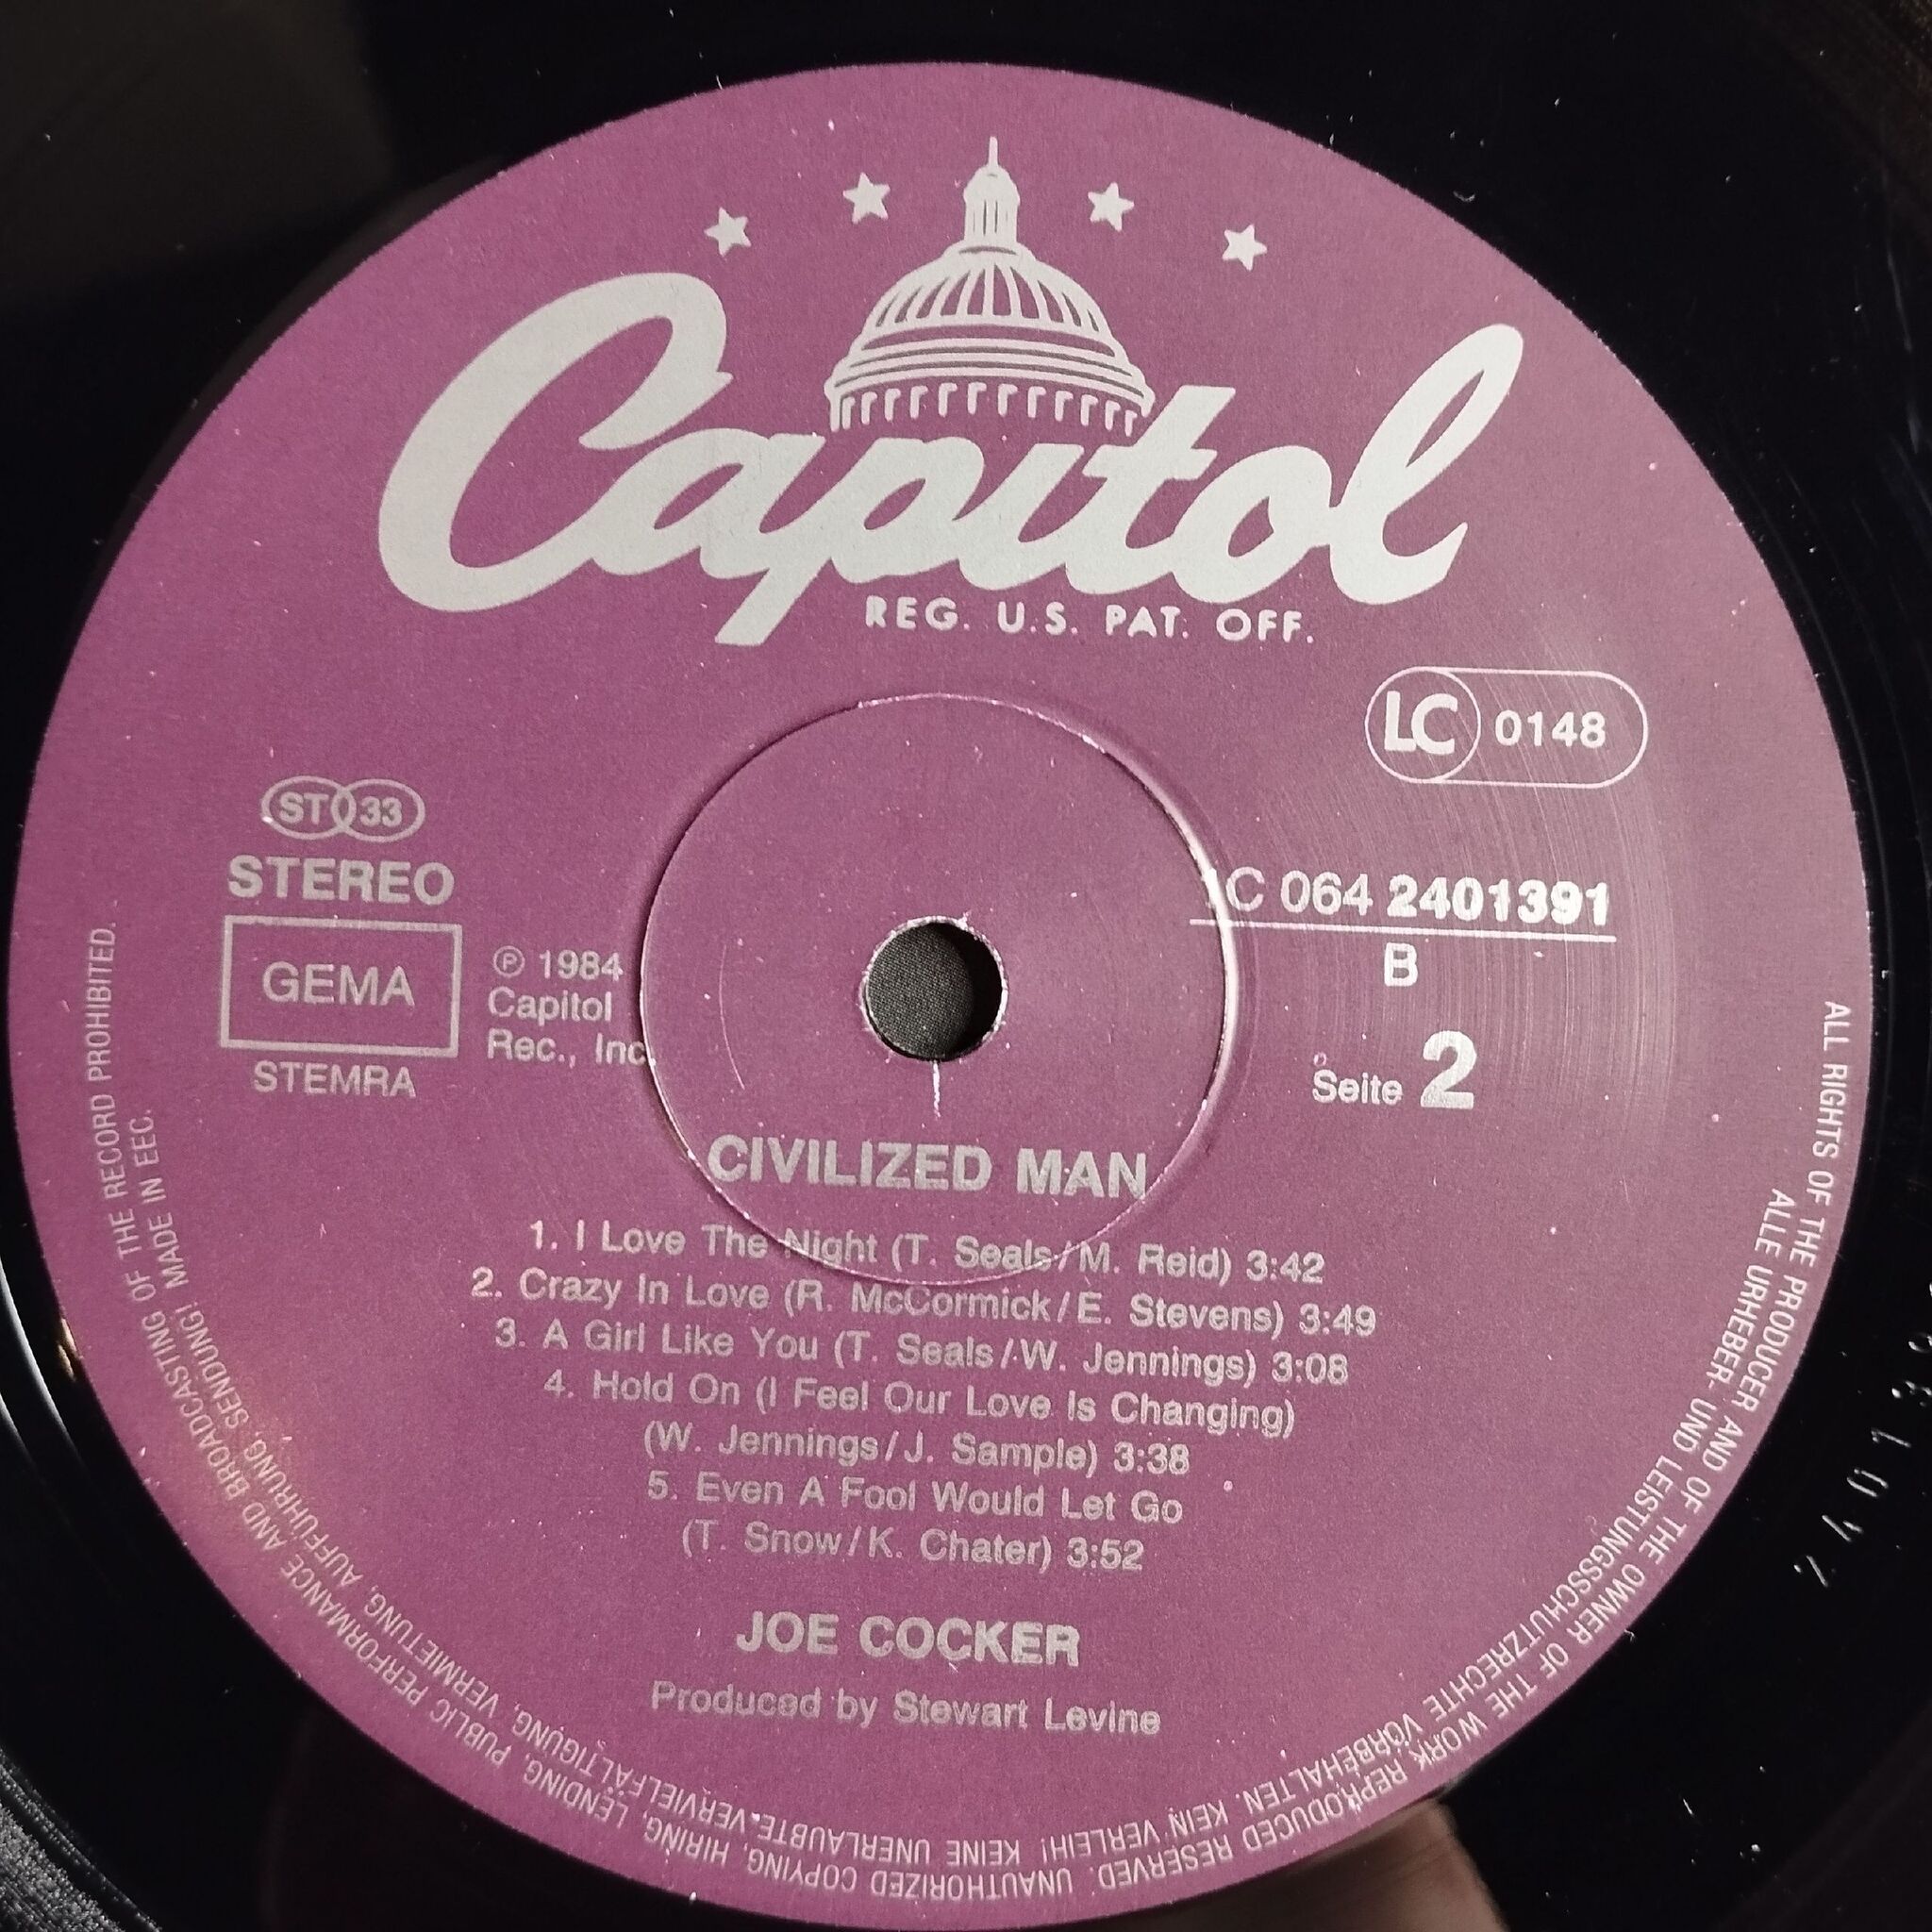 Capitol
REG. U.S. PAT. OFF.
LC 0148
ST 33
STEREO
GEMA
STEMRA
℗ 1984
Capitol
Rec., Inc.
1C 064 2401391
B
Seite 2
CIVILIZED MAN
1. I Love The Night (T. Seals/M. Reid) 3:42
2. Crazy In Love (R. McCormick/E. Stevens) 3:49
3. A Girl Like You (T. Seals/W. Jennings) 3:08
4. Hold On (I Feel Our Love Is Changing)
(W. Jennings/J. Sample) 3:38
5. Even A Fool Would Let Go
(T. Snow/K. Chater) 3:52
JOE COCKER
Produced by Stewart Levine
ALL RIGHTS OF THE PRODUCER AND OF THE OWNER OF THE WORK REPRODUCED RESERVED. UNAUTHORIZED COPYING, HIRING, LENDING, PUBLIC PERFORMANCE AND BROADCASTING OF THE RECORD PROHIBITED.
ALLE URHEBER- UND LEISTUNGSSCHUTZRECHTE VORBEHALTEN. KEIN VERLEIH! KEINE UNERLAUBTE VERVIELFÄLTIGUNG, VERMIETUNG, AUFFÜHRUNG, SENDUNG! MADE IN EEC.